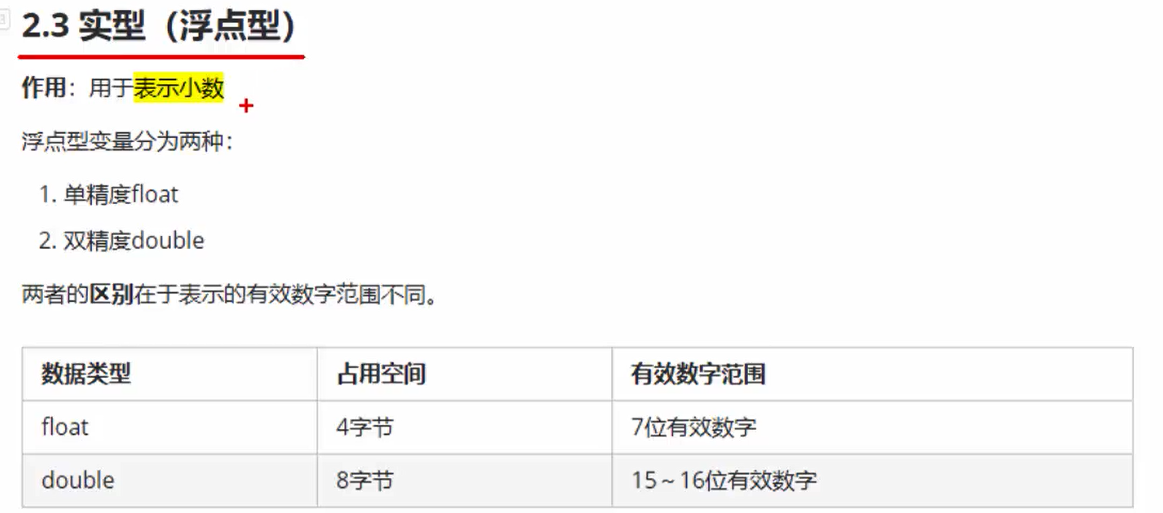 2.3 实型（浮点型）
作用：用于表示小数
浮点型变量分为两种：
1. 单精度float
2. 双精度double
两者的区别在于表示的有效数字范围不同。
数据类型 占用空间 有效数字范围
float 4字节 7位有效数字
double 8字节 15～16位有效数字